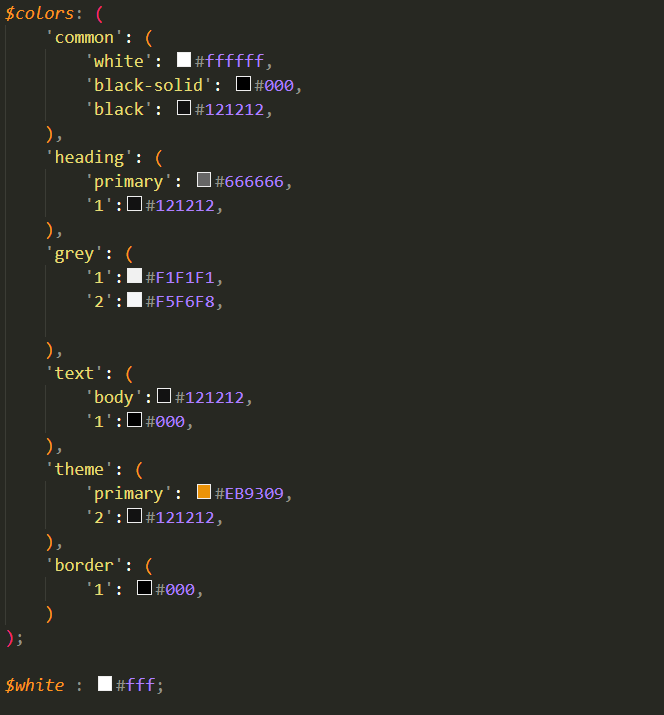 $colors: (
'common': (
'white': #ffffff,
'black-solid': #000,
'black': #121212,
),
'heading': (
'primary': #666666,
'1':#121212,
),
'grey': (
'1':#F1F1F1,
'2':#F5F6F8,
),
'text': (
'body':#121212,
'1':#000,
),
'theme': (
'primary': #EB9309,
'2':#121212,
),
'border': (
'1': #000,
)
);
$white : #fff;